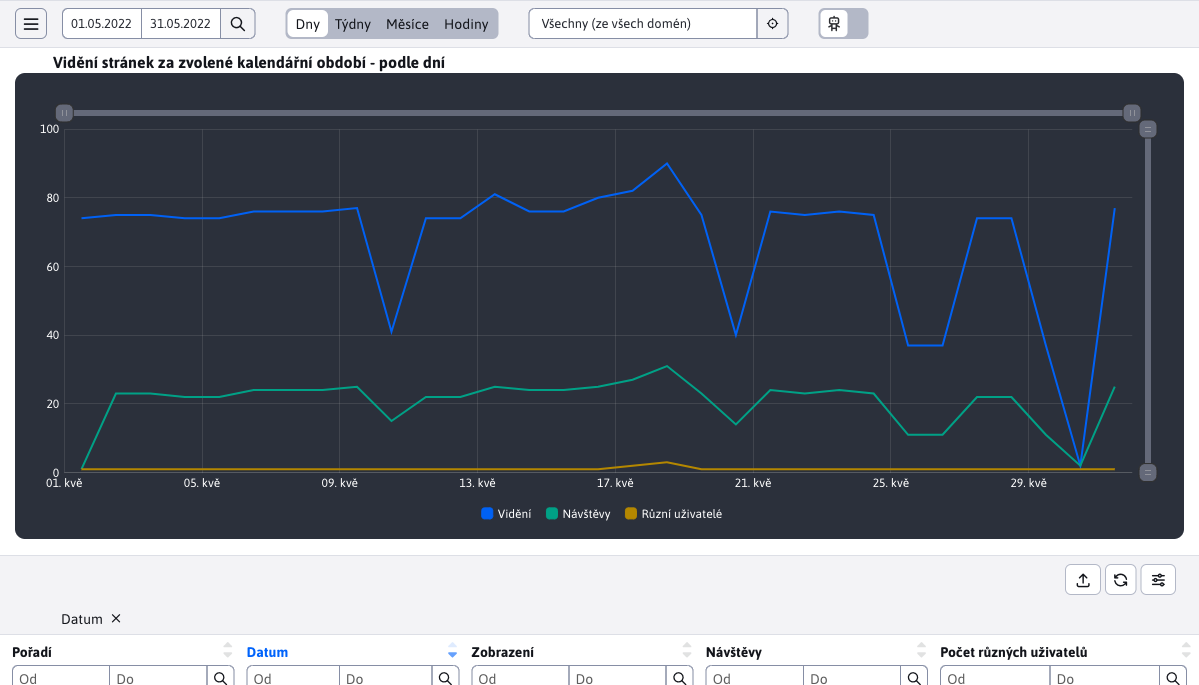 01.05.2022 31.05.2022 Dny Týdny Měsíce Hodiny Všechny (ze všech domén)
Vidění stránek za zvolené kalendářní období - podle dní
100
80
60
40
20
0
01. kvě 05. kvě 09. kvě 13. kvě 17. kvě 21. kvě 25. kvě 29. kvě
Vidění Návštěvy Různí uživatelé
Datum
Pořadí Datum Zobrazení Návštěvy Počet různých uživatelů
Od Do Od Do Od Do Od Do Od Do